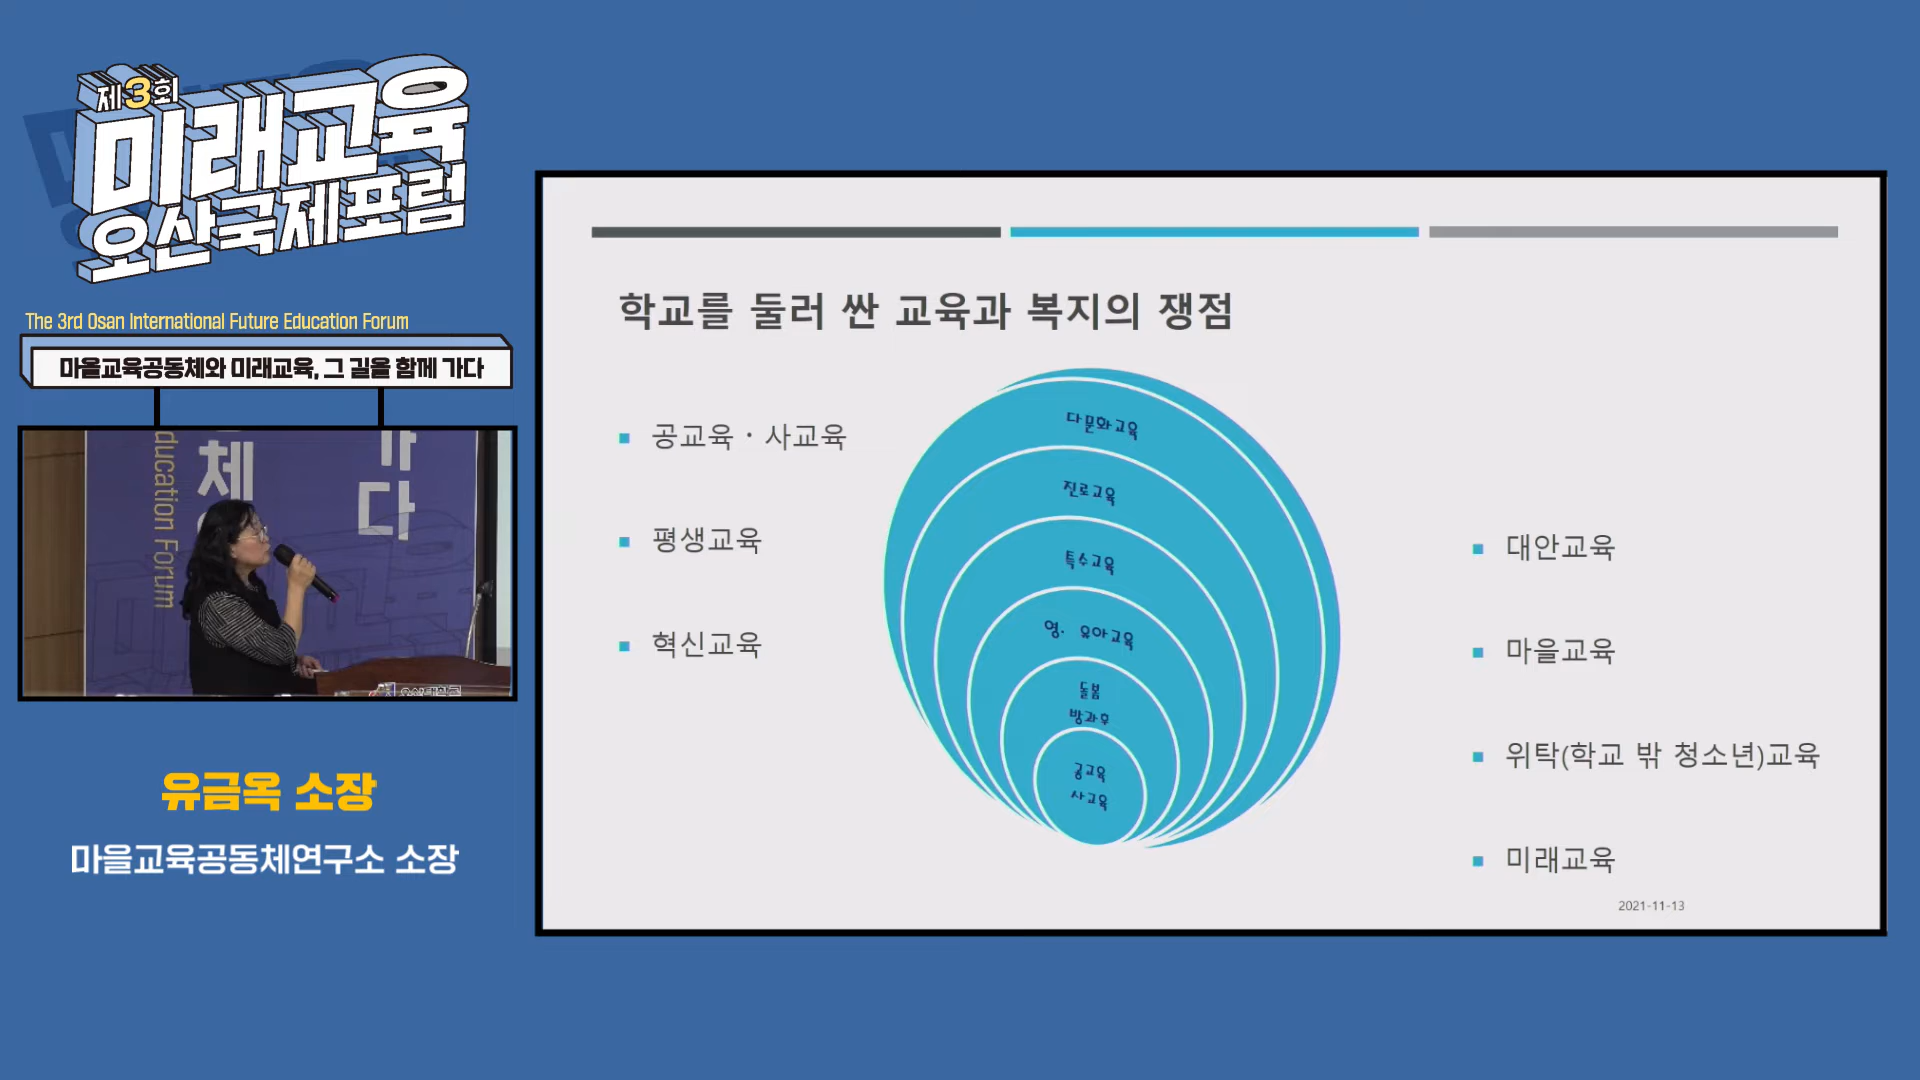 제3회
미래교육
오산국제포럼
The 3rd Osan International Future Education Forum
마을교육공동체와 미래교육, 그 길을 함께 가다
체
가
다
ducation Forum
유금옥 소장
마을교육공동체연구소 소장
학교를 둘러 싼 교육과 복지의 쟁점
공교육 · 사교육
평생교육
혁신교육
다문화교육
진로교육
특수교육
영· 유아교육
돌봄
방과후
공교육
사교육
대안교육
마을교육
위탁(학교 밖 청소년)교육
미래교육
2021-11-13